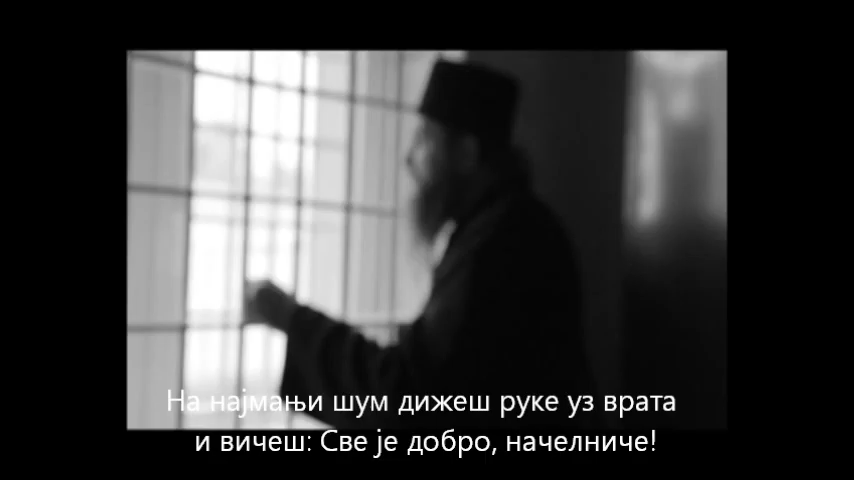 На најмањи шум дижеш руке уз врата
и вичеш: Све је добро, начелниче!